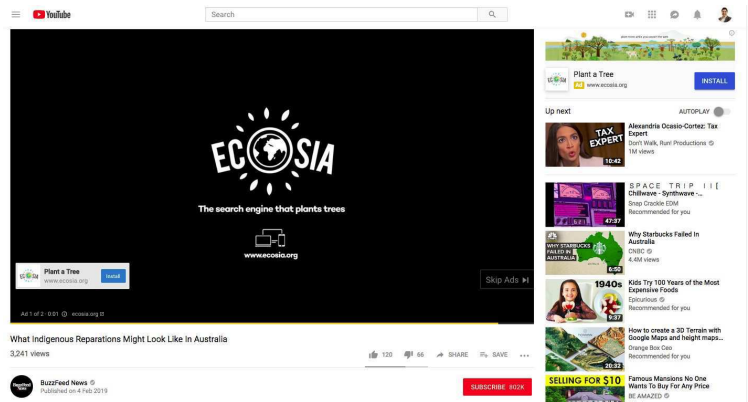 YouTube
Search
ECOSIA
The search engine that plants trees
www.ecosia.org
ECOSIA
Plant a Tree
www.ecosia.org
Install
Skip Ads
Ad 1 of 2 · 0:01 ecosia.org
What Indigenous Reparations Might Look Like In Australia
3,241 views
120
66
SHARE
SAVE
BuzzFeed News
BuzzFeed News
Published on 4 Feb 2019
SUBSCRIBE 802K
ECOSIA
Plant a Tree
Ad www.ecosia.org
INSTALL
Up next
AUTOPLAY
TAX EXPERT
10:42
Alexandria Ocasio-Cortez: Tax
Expert
Don't Walk, Run! Productions
1M views
47:37
SPACE TRIP II[
Chillwave - Synthwave -...
Snap Crackle EDM
Recommended for you
WHY STARBUCKS
FAILED IN
AUSTRALIA
6:50
Why Starbucks Failed In
Australia
CNBC
4.4M views
1940s
9:37
Kids Try 100 Years of the Most
Expensive Foods
Epicurious
Recommended for you
20:32
How to create a 3D Terrain with
Google Maps and height maps...
Orange Box Ceo
Recommended for you
SELLING FOR $10
Famous Mansions No One
Wants To Buy For Any Price
BE AMAZED